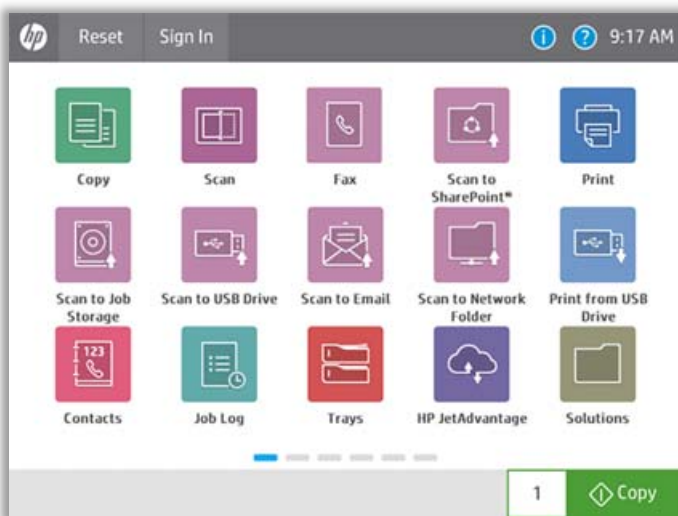 hp Reset Sign In i ? 9:17 AM
Copy Scan Fax Scan to SharePoint® Print
Scan to Job Storage Scan to USB Drive Scan to Email Scan to Network Folder Print from USB Drive
123
Contacts Job Log Trays HP JetAdvantage Solutions
1 Copy